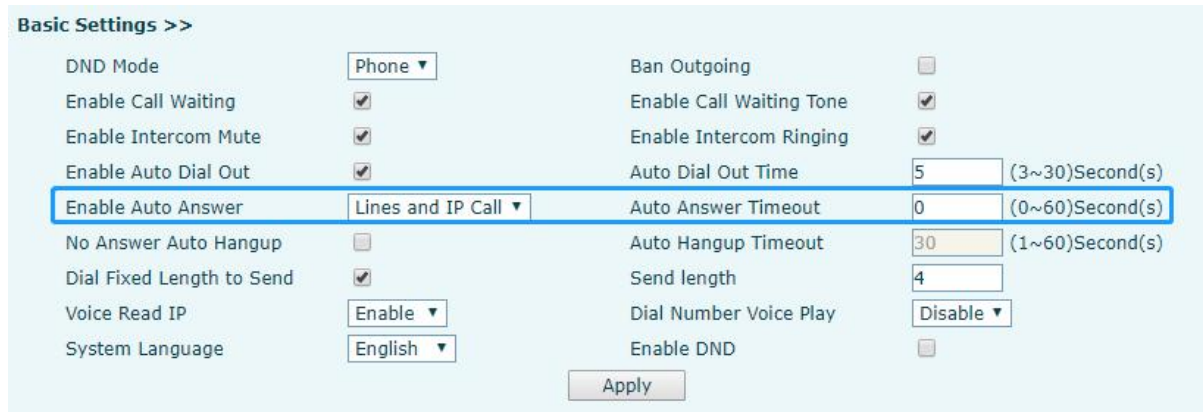 Basic Settings >>
DND Mode Phone Ban Outgoing
Enable Call Waiting Enable Call Waiting Tone
Enable Intercom Mute Enable Intercom Ringing
Enable Auto Dial Out Auto Dial Out Time 5 (3~30)Second(s)
Enable Auto Answer Lines and IP Call Auto Answer Timeout 0 (0~60)Second(s)
No Answer Auto Hangup Auto Hangup Timeout 30 (1~60)Second(s)
Dial Fixed Length to Send Send length 4
Voice Read IP Enable Dial Number Voice Play Disable
System Language English Enable DND
Apply